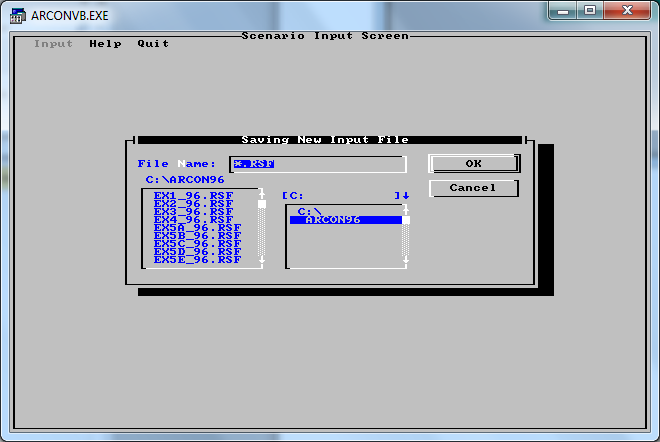 ARCONVB.EXE
Scenario Input Screen
Input Help Quit
Saving New Input File
File Name: *.RSF
OK
C:\ARCON96
Cancel
EX1_96.RSF
EX2_96.RSF
EX3_96.RSF
EX4_96.RSF
EX5A_96.RSF
EX5B_96.RSF
EX5C_96.RSF
EX5D_96.RSF
EX5E_96.RSF
[C: ]↓
C:\
ARCON96